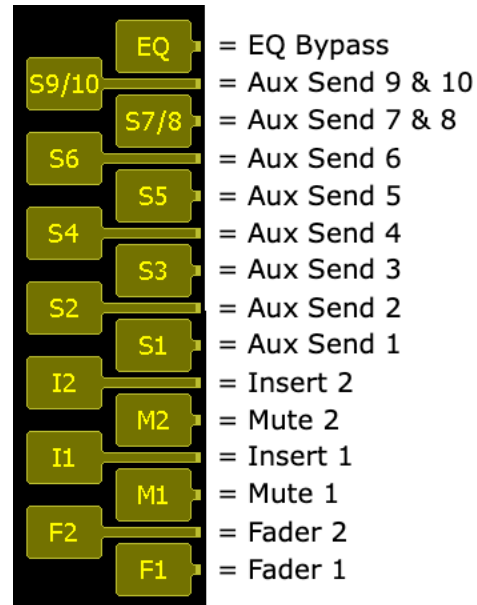 EQ = EQ Bypass
S9/10 = Aux Send 9 & 10
S7/8 = Aux Send 7 & 8
S6 = Aux Send 6
S5 = Aux Send 5
S4 = Aux Send 4
S3 = Aux Send 3
S2 = Aux Send 2
S1 = Aux Send 1
I2 = Insert 2
M2 = Mute 2
I1 = Insert 1
M1 = Mute 1
F2 = Fader 2
F1 = Fader 1